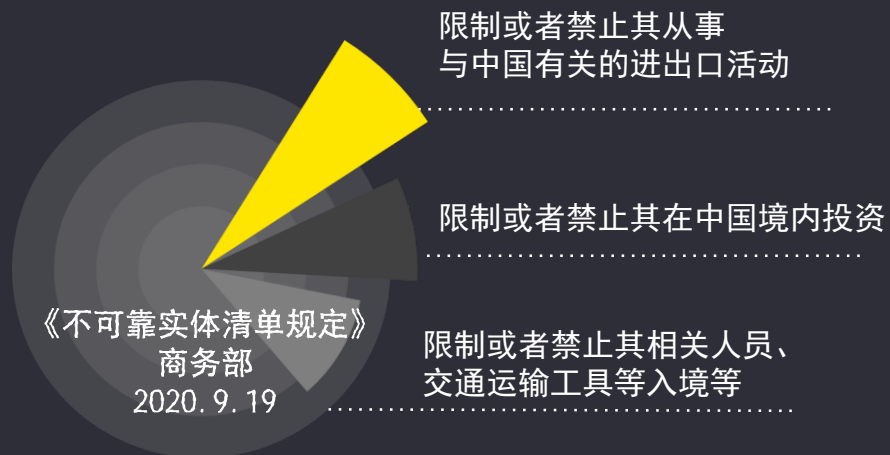 限制或者禁止其从事
与中国有关的进出口活动
限制或者禁止其在中国境内投资
《不可靠实体清单规定》
商务部
2020.9.19
限制或者禁止其相关人员、
交通运输工具等入境等